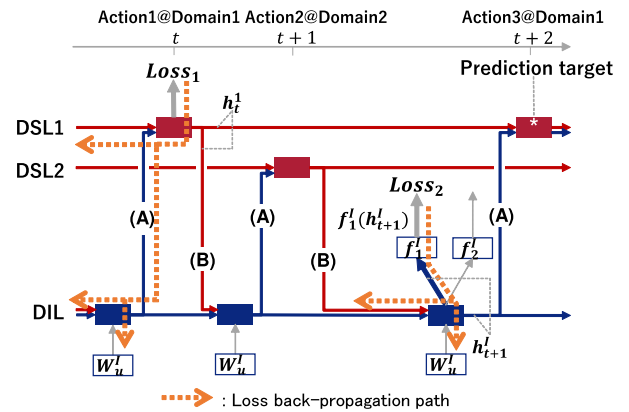 Action1@Domain1 Action2@Domain2 Action3@Domain1
t t + 1 t + 2
Loss₁ Prediction target
h_t^1
DSL1 *
DSL2
Loss₂
(A) (A) f_1^I(h_{t+1}^I) (A)
f_1^I f_2^I
(B) (B)
DIL
h_{t+1}^I
W_u^I W_u^I W_u^I
: Loss back-propagation path